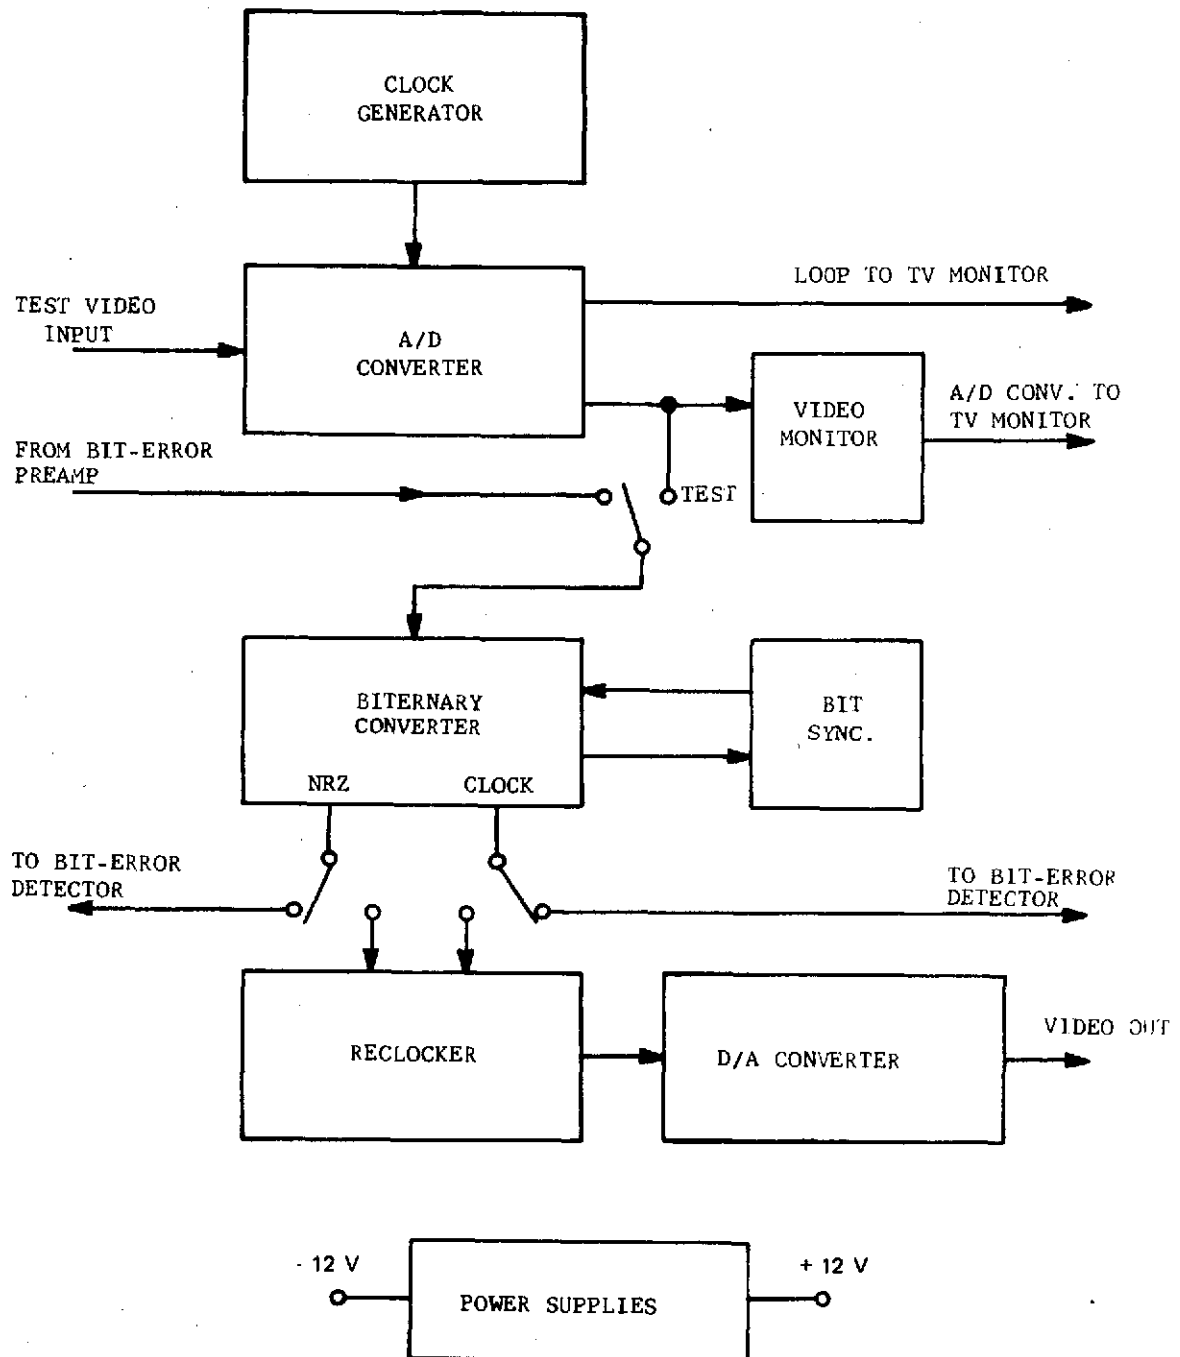 CLOCK
GENERATOR
LOOP TO TV MONITOR
TEST VIDEO
INPUT
A/D
CONVERTER
A/D CONV. TO
TV MONITOR
VIDEO
MONITOR
FROM BIT-ERROR
PREAMP
TEST
BITERNARY
CONVERTER
BIT
SYNC.
NRZ
CLOCK
TO BIT-ERROR
DETECTOR
TO BIT-ERROR
DETECTOR
RECLOCKER
D/A CONVERTER
VIDEO OUT
- 12 V
+ 12 V
POWER SUPPLIES